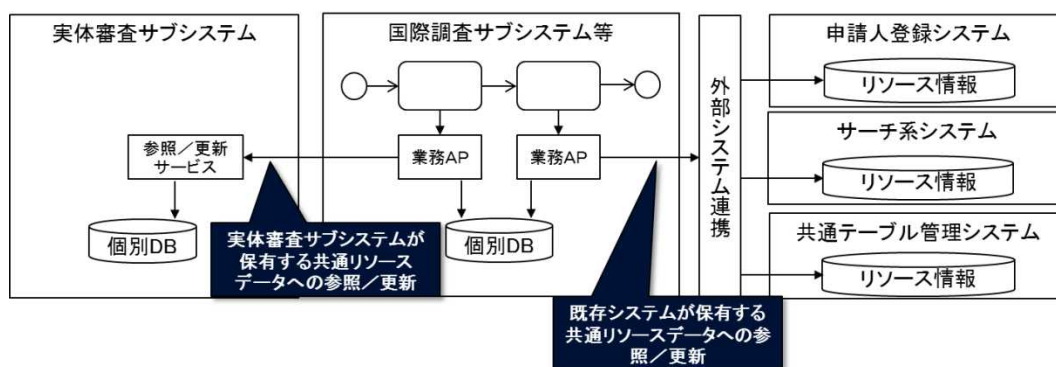 実体審査サブシステム
参照／更新
サービス
個別DB
国際調査サブシステム等
業務AP
業務AP
個別DB
実体審査サブシステムが
保有する共通リソース
データへの参照／更新
既存システムが保有する
共通リソースデータへの参
照／更新
外部システム連携
申請人登録システム
リソース情報
サーチ系システム
リソース情報
共通テーブル管理システム
リソース情報